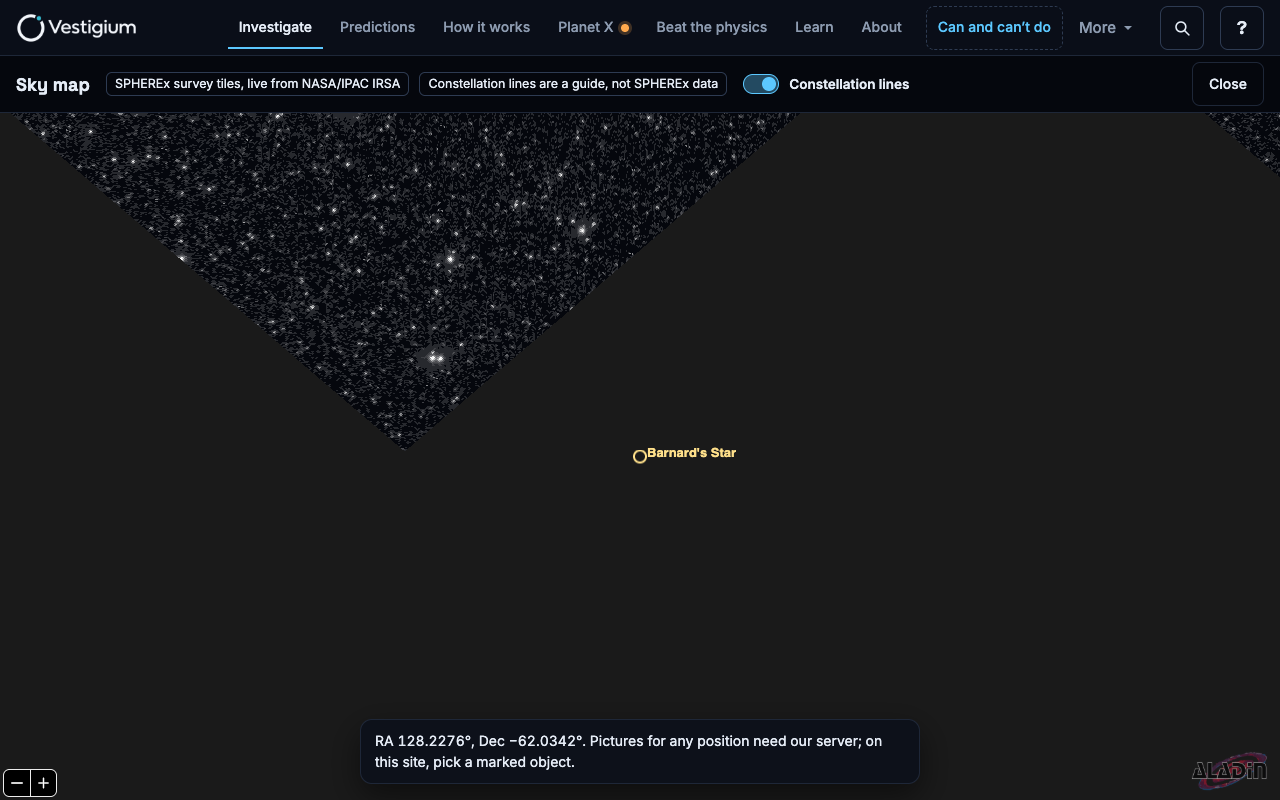 Vestigium
Investigate
Predictions
How it works
Planet X
Beat the physics
Learn
About
Can and can’t do
More
?
Sky map
SPHEREx survey tiles, live from NASA/IPAC IRSA
Constellation lines are a guide, not SPHEREx data
Constellation lines
Close
Barnard's Star
RA 128.2276°, Dec −62.0342°. Pictures for any position need our server; on
this site, pick a marked object.
− +
ALADIN